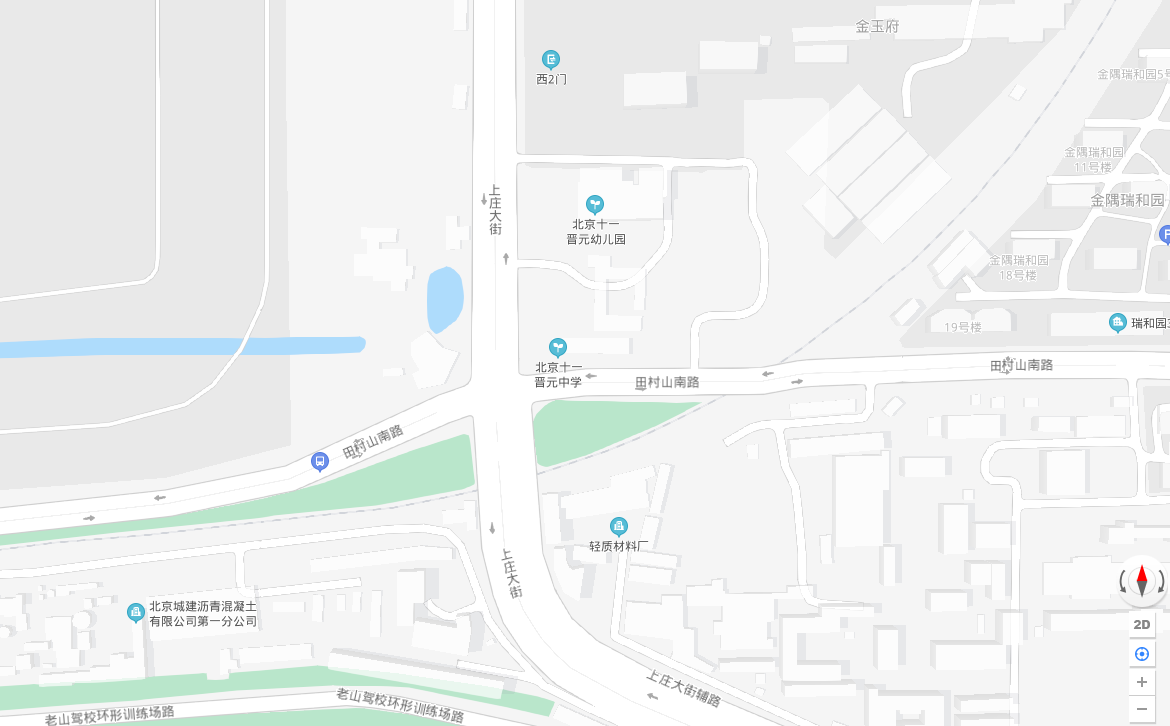 金玉府
西2门
金隅瑞和园5号
金隅瑞和园
11号楼
上庄大街
金隅瑞和园
北京十一
晋元幼儿园
P
金隅瑞和园
18号楼
19号楼
瑞和园3
北京十一
晋元中学
田村山南路
田村山南路
田村山南路
轻质材料厂
上庄大街
北京城建沥青混凝土
有限公司第一分公司
2D
上庄大街辅路
老山驾校环形训练场路
老山驾校环形训练场路